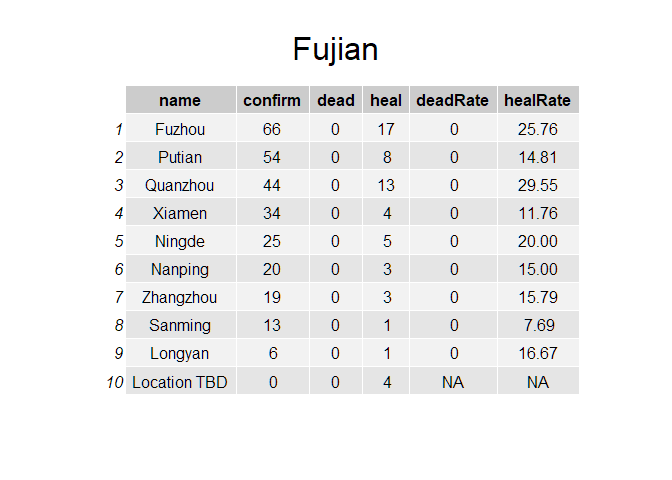 Fujian
name confirm dead heal deadRate healRate
1 Fuzhou 66 0 17 0 25.76
2 Putian 54 0 8 0 14.81
3 Quanzhou 44 0 13 0 29.55
4 Xiamen 34 0 4 0 11.76
5 Ningde 25 0 5 0 20.00
6 Nanping 20 0 3 0 15.00
7 Zhangzhou 19 0 3 0 15.79
8 Sanming 13 0 1 0 7.69
9 Longyan 6 0 1 0 16.67
10 Location TBD 0 0 4 NA NA